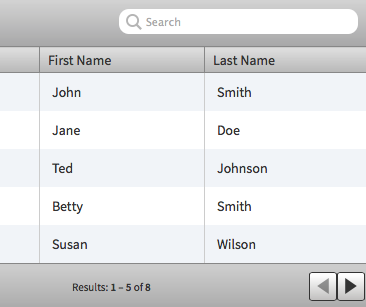 Search
First Name Last Name
John Smith
Jane Doe
Ted Johnson
Betty Smith
Susan Wilson
Results: 1 – 5 of 8